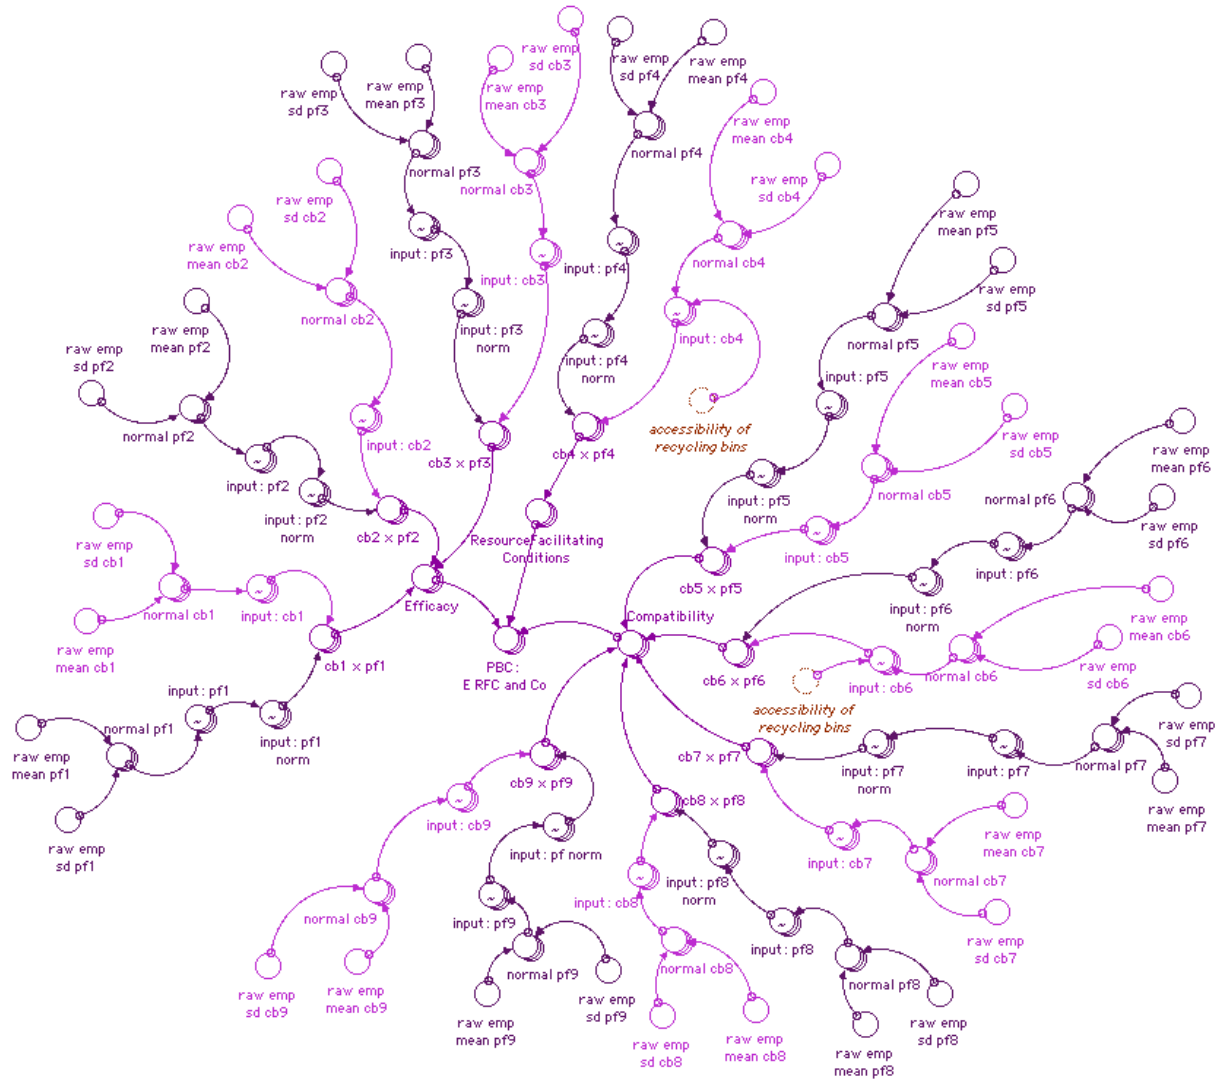 raw emp
sd cb3
raw emp
mean cb3
raw emp
sd pf4
raw emp
mean pf4
raw emp
sd pf3
raw emp
mean pf3
raw emp
mean cb4
raw emp
sd cb4
normal pf3
normal cb3
normal pf4
raw emp
sd cb2
raw emp
mean cb2
input: pf3
input: cb3
input: pf4
normal cb4
raw emp
mean pf5
raw emp
sd pf5
normal cb2
input: pf3
norm
input: pf4
norm
input: cb4
normal pf5
raw emp
mean pf2
raw emp
sd pf2
input: pf5
raw emp
mean cb5
accessibility of
recycling bins
normal pf2
input: cb2
cb3 x pf3
cb4 x pf4
raw emp
sd cb5
raw emp
mean pf6
input: pf2
input: pf2
norm
input: pf5
norm
normal cb5
normal pf6
raw emp
sd pf6
cb2 x pf2
ResourceFacilitating
Conditions
input: cb5
input: pf6
raw emp
sd cb1
cb5 x pf5
input: pf6
norm
normal cb1
input: cb1
Efficacy
Compatibility
raw emp
mean cb6
raw emp
mean cb1
cb1 x pf1
PBC:
E RFC and Co
cb6 x pf6
input: cb6
normal cb6
raw emp
sd cb6
input: pf1
normal pf1
input: pf1
norm
accessibility of
recycling bins
raw emp
sd pf7
raw emp
mean pf1
cb9 x pf9
cb7 x pf7
input: pf7
norm
input: pf7
normal pf7
raw emp
mean pf7
raw emp
sd pf1
input: cb9
cb8 x pf8
input: cb7
raw emp
mean cb7
input: pf norm
input: pf8
norm
normal cb7
normal cb9
input: pf9
input: cb8
input: pf8
raw emp
sd cb7
normal pf9
normal cb8
normal pf8
raw emp
sd cb9
raw emp
mean cb9
raw emp
mean pf9
raw emp
sd pf9
raw emp
sd cb8
raw emp
mean cb8
raw emp
mean pf8
raw emp
sd pf8